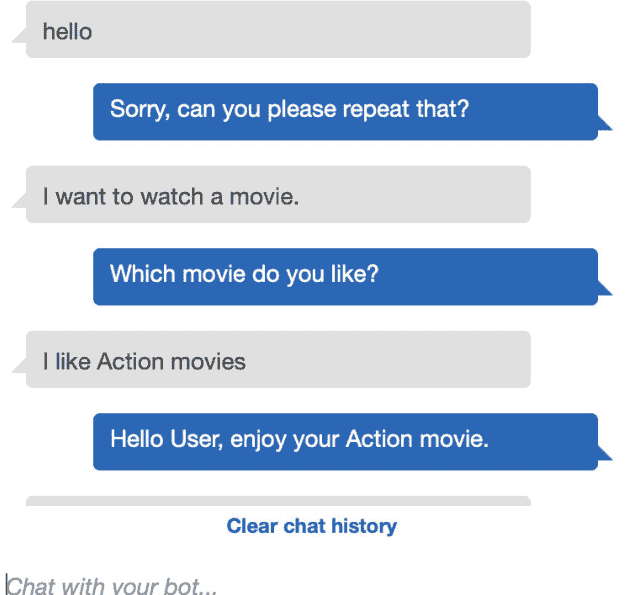 hello
Sorry, can you please repeat that?
I want to watch a movie.
Which movie do you like?
I like Action movies
Hello User, enjoy your Action movie.
Clear chat history
Chat with your bot...